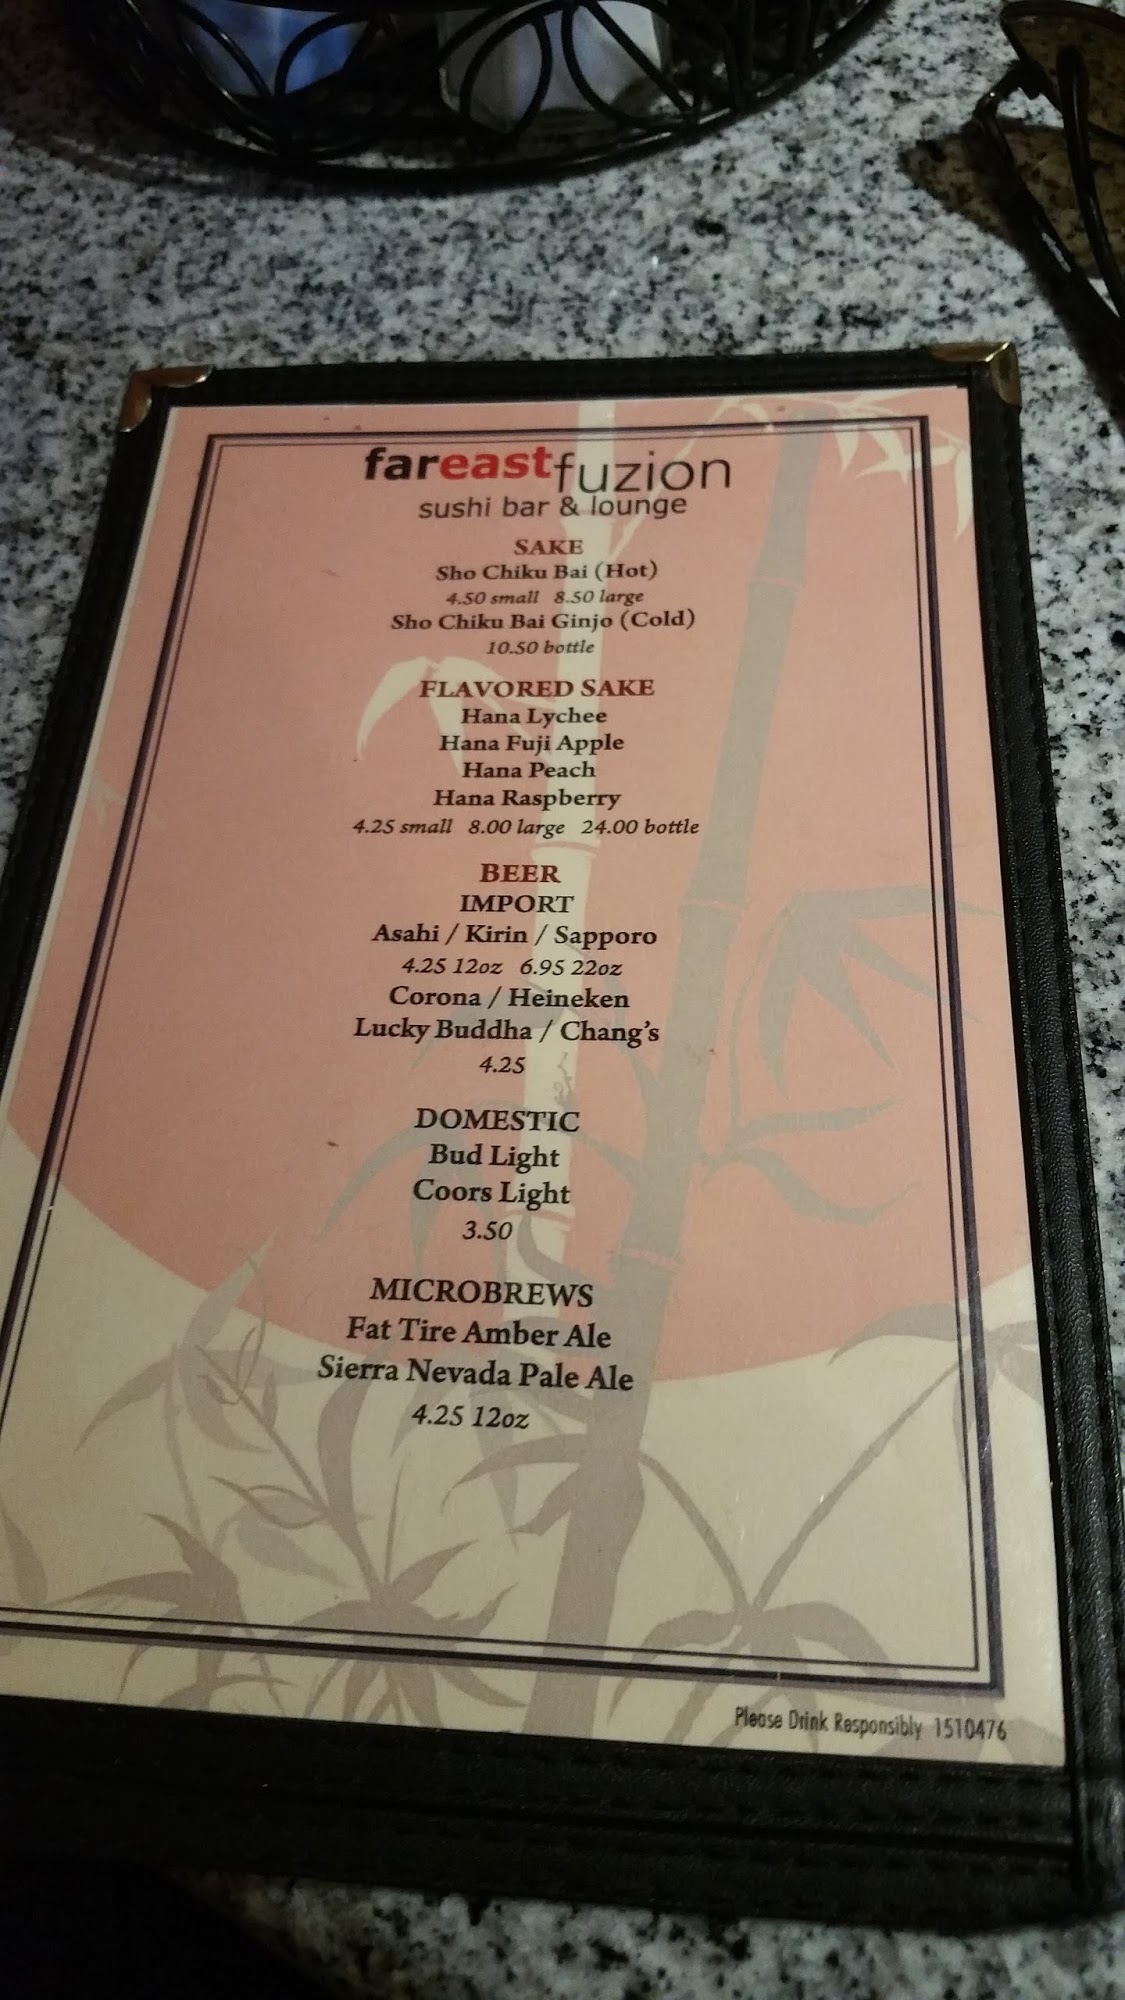 fareastfuzion
sushi bar & lounge
SAKE
Sho Chiku Bai (Hot)
4.50 small 8.50 large
Sho Chiku Bai Ginjo (Cold)
10.50 bottle
FLAVORED SAKE
Hana Lychee
Hana Fuji Apple
Hana Peach
Hana Raspberry
4.25 small 8.00 large 24.00 bottle
BEER
IMPORT
Asahi / Kirin / Sapporo
4.25 12oz 6.95 22oz
Corona / Heineken
Lucky Buddha / Chang's
4.25
DOMESTIC
Bud Light
Coors Light
3.50
MICROBREWS
Fat Tire Amber Ale
Sierra Nevada Pale Ale
4.25 12oz
Please Drink Responsibly 1510476